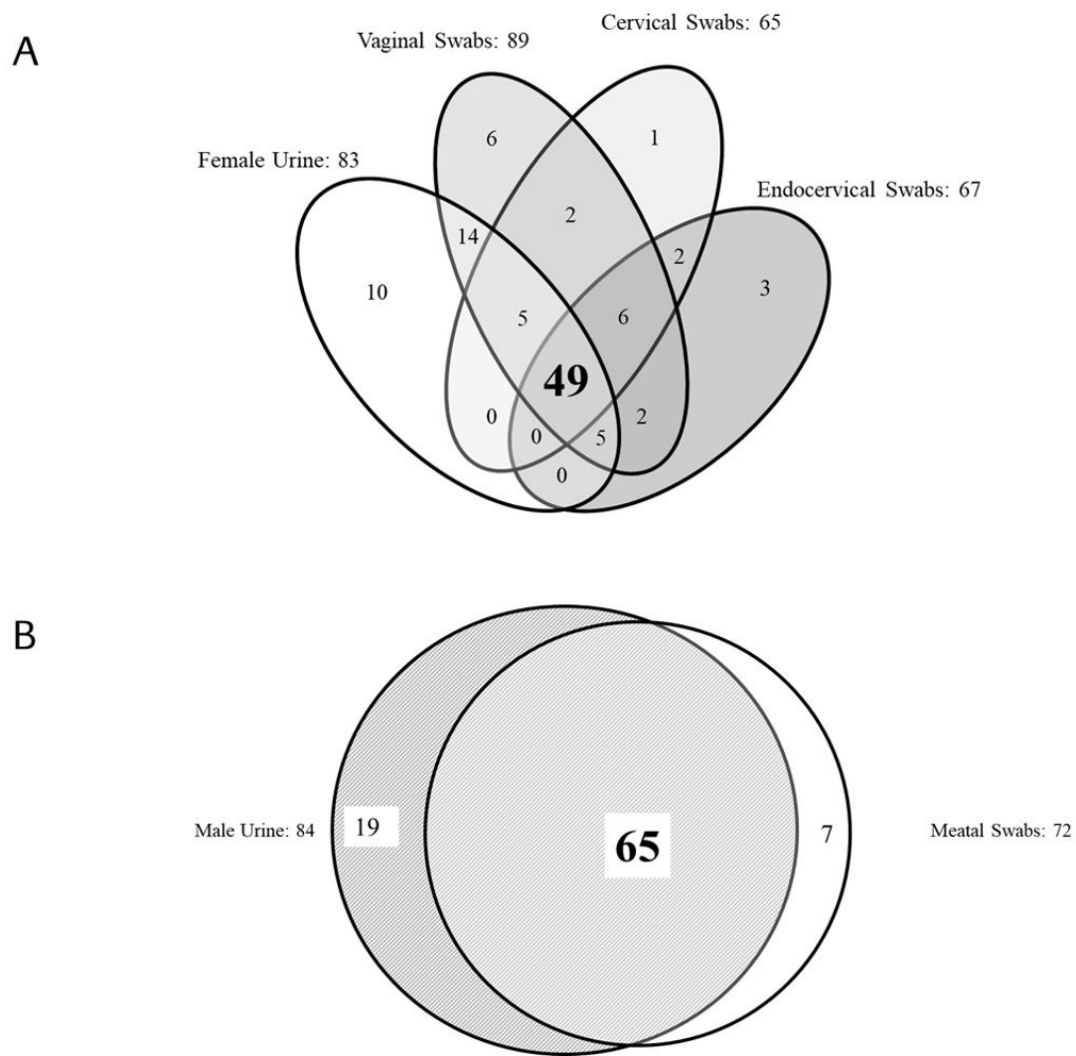 A
Cervical Swabs: 65
Vaginal Swabs: 89
Female Urine: 83
Endocervical Swabs: 67
6
1
2
14
2
10
3
5
6
49
0
2
0
5
0
B
Male Urine: 84
19
65
7
Meatal Swabs: 72